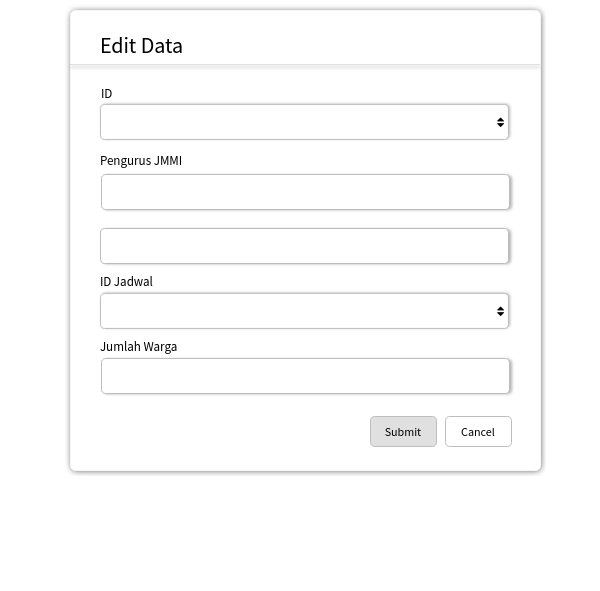 Edit Data
ID
Pengurus JMMI
ID Jadwal
Jumlah Warga
Submit Cancel